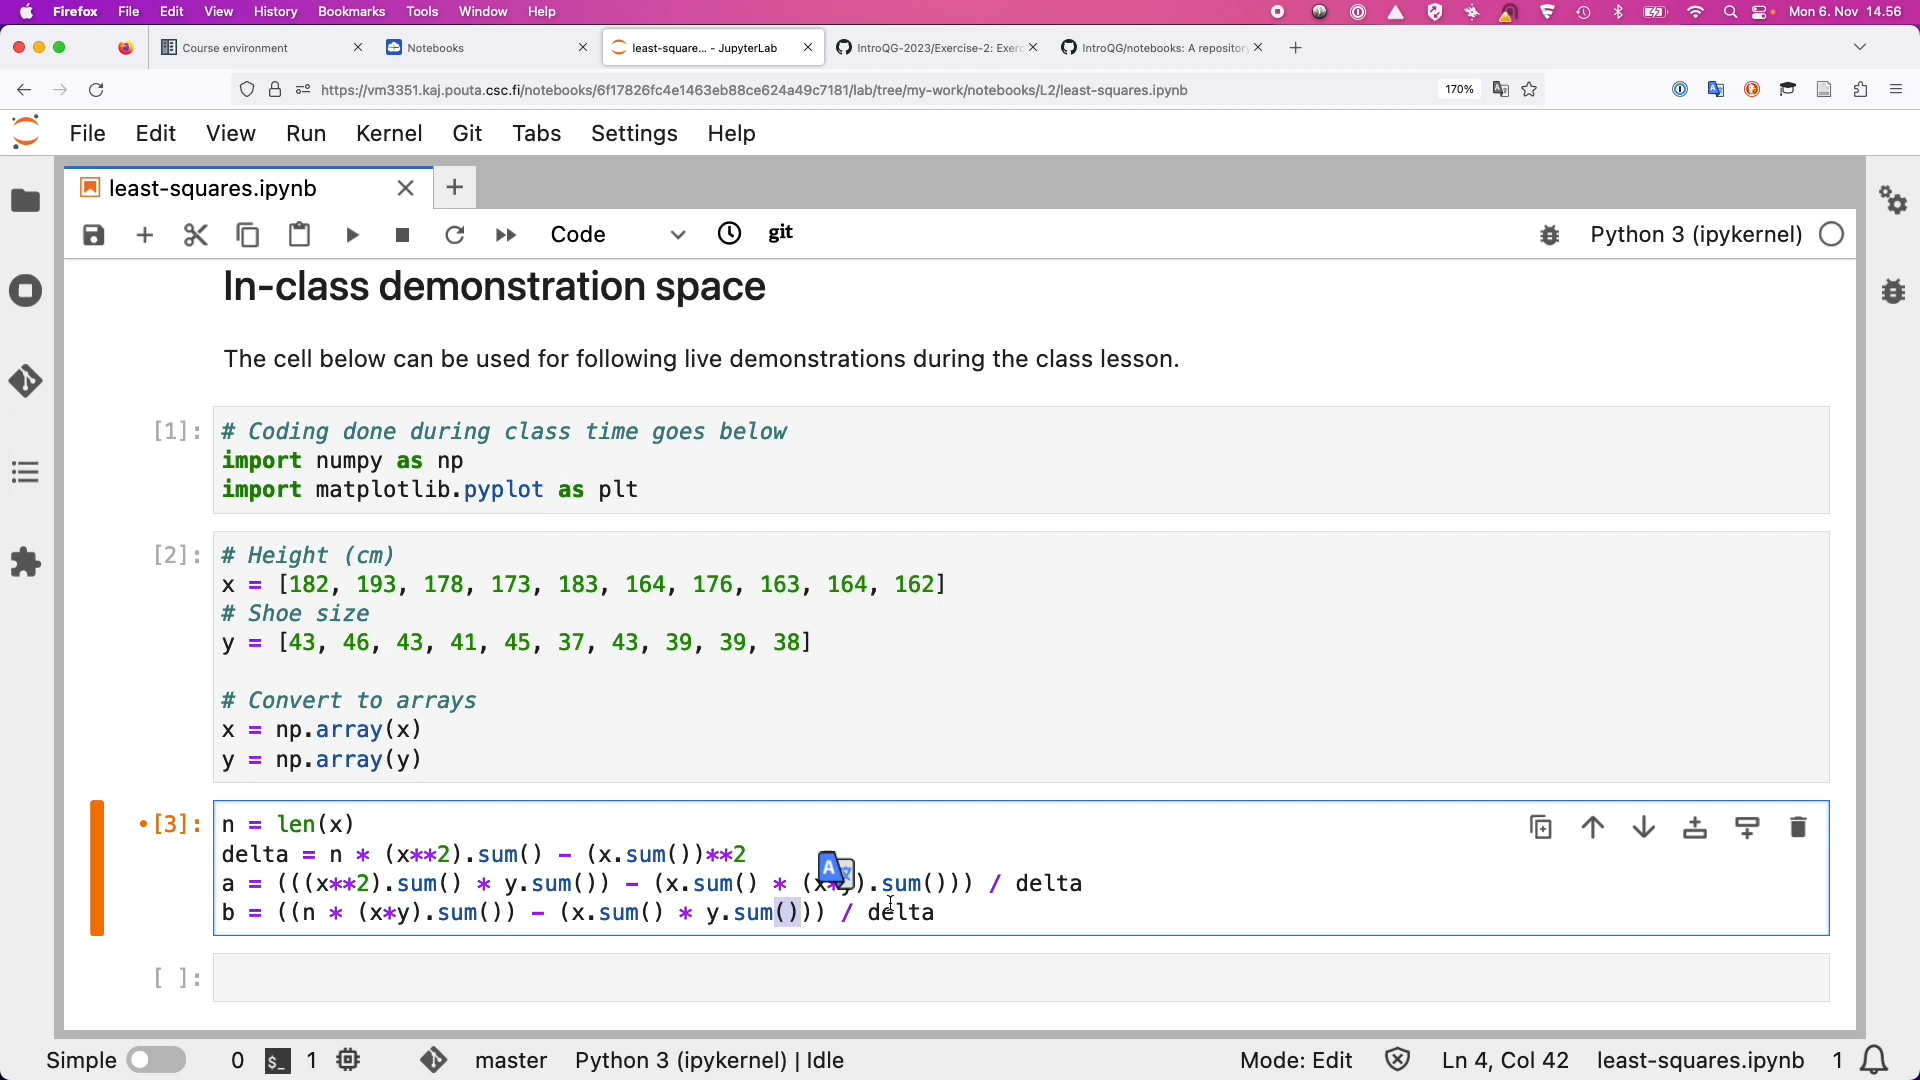 Firefox File Edit View History Bookmarks Tools Window Help Mon 6. Nov 14.56
Course environment Notebooks least-square... - JupyterLab IntroQG-2023/Exercise-2: Exerc IntroQG/notebooks: A repository
https://vm3351.kaj.pouta.csc.fi/notebooks/6f17826fc4e1463eb88ce624a49c7181/lab/tree/my-work/notebooks/L2/least-squares.ipynb 170%
File Edit View Run Kernel Git Tabs Settings Help
least-squares.ipynb
Code git Python 3 (ipykernel)
In-class demonstration space
The cell below can be used for following live demonstrations during the class lesson.
[1]: # Coding done during class time goes below
import numpy as np
import matplotlib.pyplot as plt
[2]: # Height (cm)
x = [182, 193, 178, 173, 183, 164, 176, 163, 164, 162]
# Shoe size
y = [43, 46, 43, 41, 45, 37, 43, 39, 39, 38]
# Convert to arrays
x = np.array(x)
y = np.array(y)
•[3]: n = len(x)
delta = n * (x**2).sum() - (x.sum())**2
a = (((x**2).sum() * y.sum()) - (x.sum() * (x*y).sum())) / delta
b = ((n * (x*y).sum()) - (x.sum() * y.sum())) / delta
[ ]:
Simple 0 $_ 1 master Python 3 (ipykernel) | Idle Mode: Edit Ln 4, Col 42 least-squares.ipynb 1